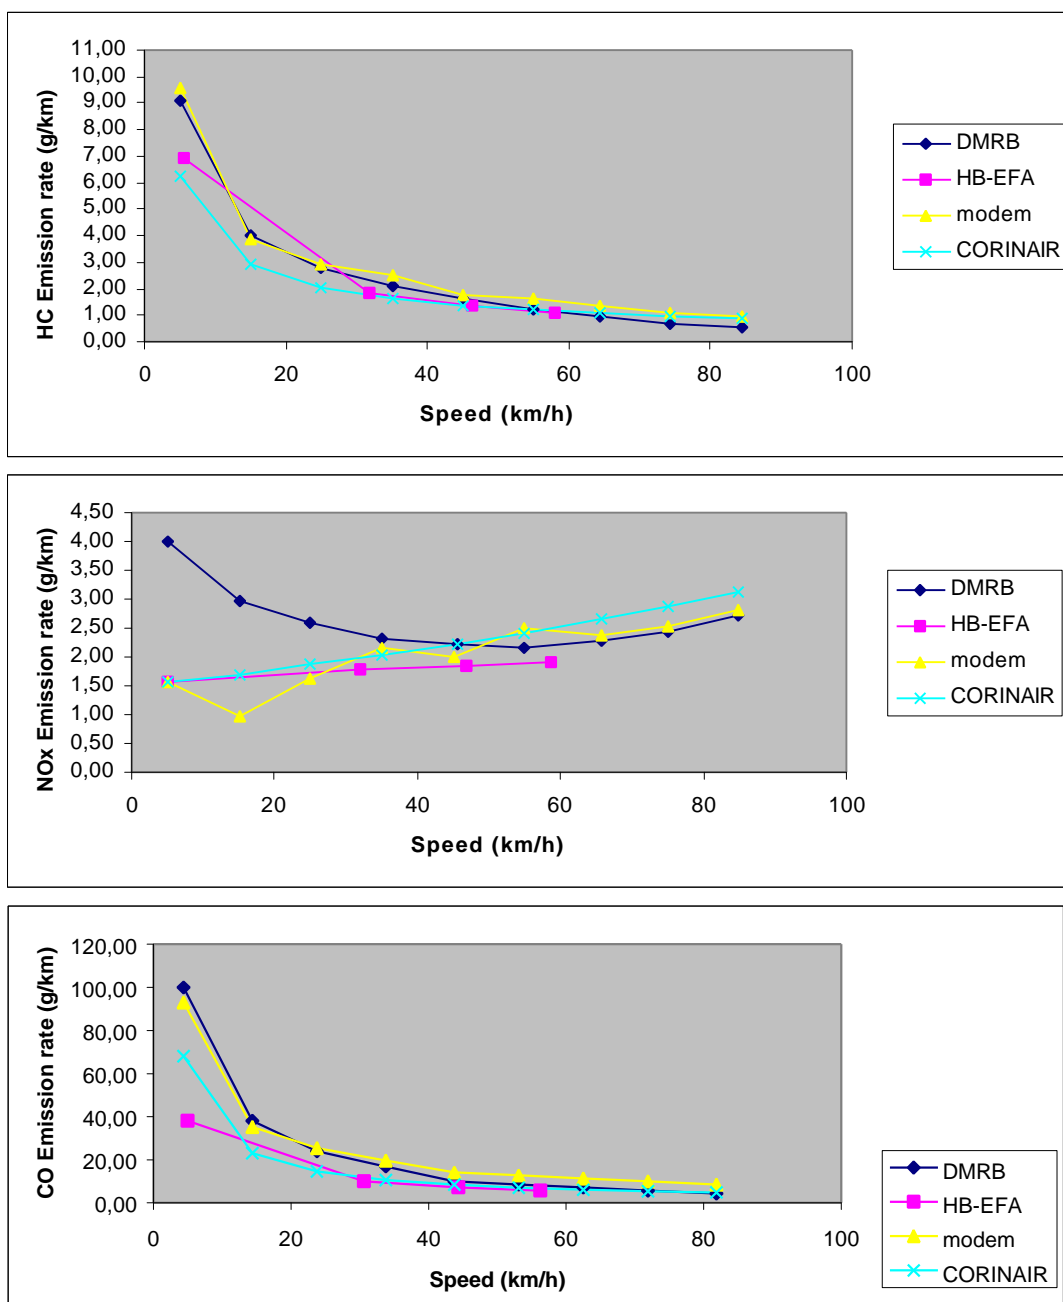 HC Emission rate (g/km)
11,00
10,00
9,00
8,00
7,00
6,00
5,00
4,00
3,00
2,00
1,00
0,00
0 20 40 60 80 100
Speed (km/h)
DMRB
HB-EFA
modem
CORINAIR
NOx Emission rate (g/km)
4,50
4,00
3,50
3,00
2,50
2,00
1,50
1,00
0,50
0,00
0 20 40 60 80 100
Speed (km/h)
DMRB
HB-EFA
modem
CORINAIR
CO Emission rate (g/km)
120,00
100,00
80,00
60,00
40,00
20,00
0,00
0 20 40 60 80 100
Speed (km/h)
DMRB
HB-EFA
modem
CORINAIR